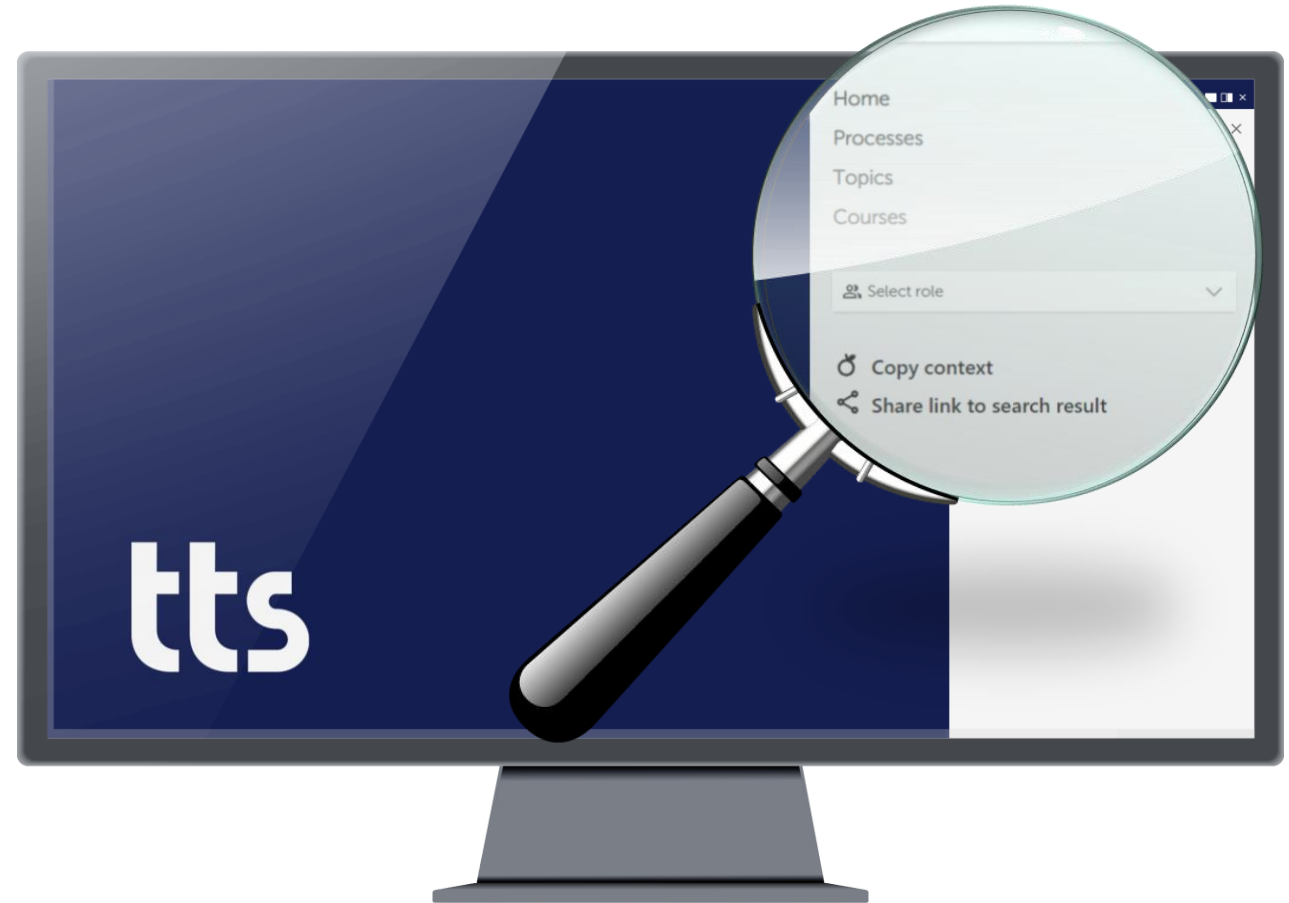 Home
Processes
Topics
Courses
Select role
Copy context
Share link to search result
tts